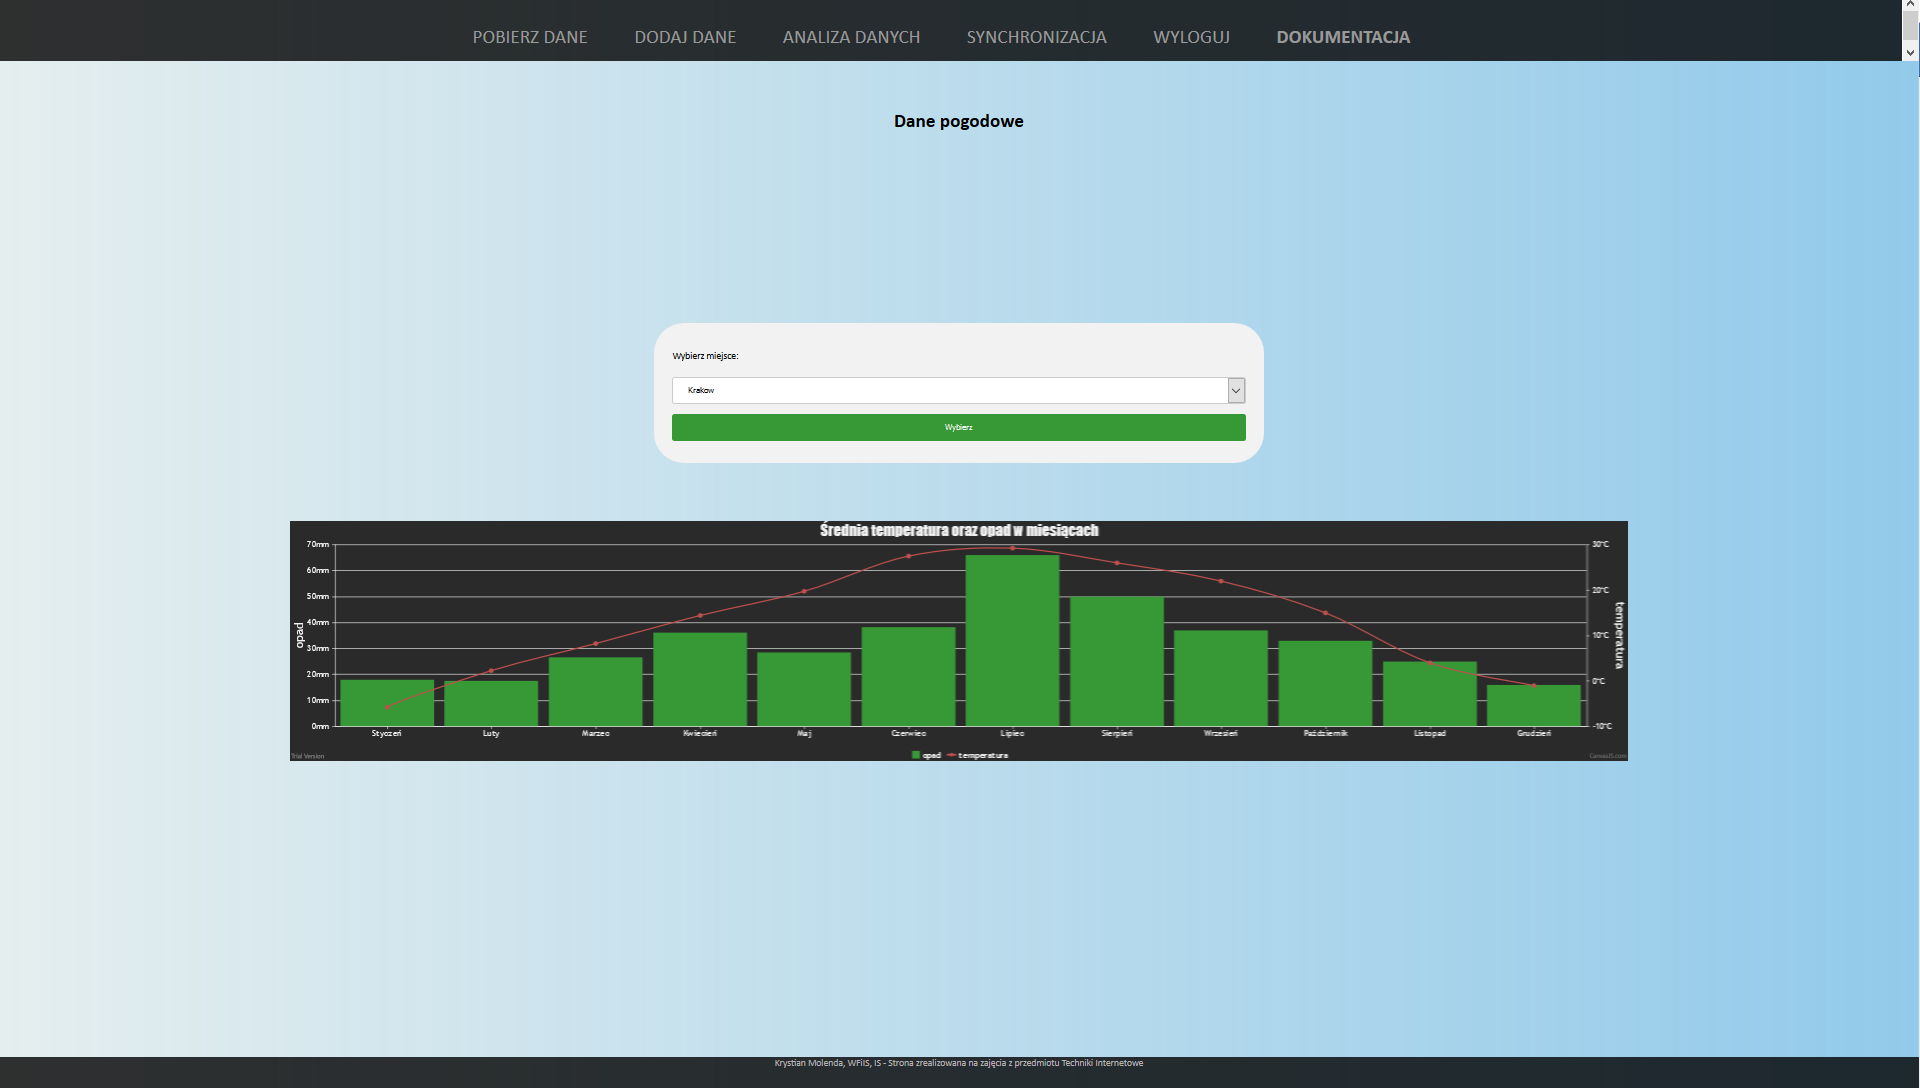 POBIERZ DANE DODAJ DANE ANALIZA DANYCH SYNCHRONIZACJA WYLOGUJ DOKUMENTACJA
Dane pogodowe
Wybierz miejsce:
Krakow
Wybierz
Średnia temperatura oraz opad w miesiącach
70mm
60mm
50mm
40mm
30mm
20mm
10mm
0mm
opad
30°C
20°C
10°C
0°C
-10°C
temperatura
Styczeń Luty Marzec Kwiecień Maj Czerwiec Lipiec Sierpień Wrzesień Październik Listopad Grudzień
opad temperatura
Trial Version
CanvasJS.com
Krystian Molenda, WFiIS, IS - Strona zrealizowana na zajęcia z przedmiotu Techniki Internetowe